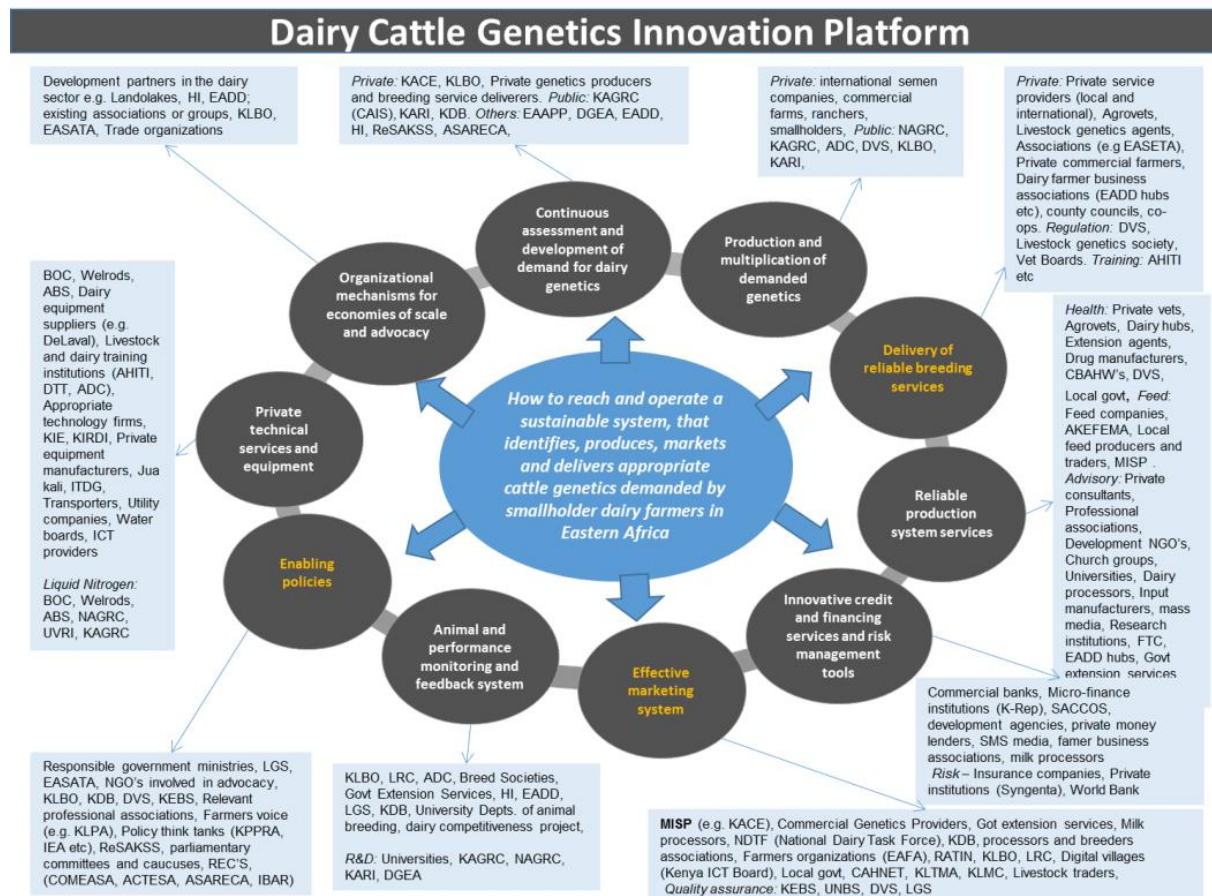 Dairy Cattle Genetics Innovation Platform
Development partners in the dairy
sector e.g. Landolakes, HI, EADD;
existing associations or groups, KLBO,
EASATA, Trade organizations
Private: KACE, KLBO, Private genetics producers
and breeding service deliverers. Public: KAGRC
(CAIS), KARI, KDB. Others: EAAPP, DGEA, EADD,
HI, ReSAKSS, ASARECA,
Private: international semen
companies, commercial
farms, ranchers,
smallholders, Public: NAGRC,
KAGRC, ADC, DVS, KLBO,
KARI,
Private: Private service
providers (local and
international), Agrovets,
Livestock genetics agents,
Associations (e.g EASETA),
Private commercial farmers,
Dairy farmer business
associations (EADD hubs
etc), county councils, co-
ops. Regulation: DVS,
Livestock genetics society,
Vet Boards. Training: AHITI
etc
Continuous
assessment and
development of
demand for dairy
genetics
Production and
multiplication of
demanded
genetics
Organizational
mechanisms for
economies of scale
and advocacy
Delivery of
reliable breeding
services
BOC, Welrods,
ABS, Dairy
equipment
suppliers (e.g.
DeLaval), Livestock
and dairy training
institutions (AHITI,
DTT, ADC),
Appropriate
technology firms,
KIE, KIRDI, Private
equipment
manufacturers, Jua
kali, ITDG,
Transporters, Utility
companies, Water
boards, ICT
providers
Liquid Nitrogen:
BOC, Welrods,
ABS, NAGRC,
UVRI, KAGRC
Private
technical services
and equipment
How to reach and operate a
sustainable system, that
identifies, produces, markets
and delivers appropriate
cattle genetics demanded by
smallholder dairy farmers in
Eastern Africa
Reliable
production
system services
Health: Private vets,
Agrovets, Dairy hubs,
Extension agents,
Drug manufacturers,
CBAHW's, DVS,
Local govt, Feed:
Feed companies,
AKEFEMA, Local
feed producers and
traders, MISP .
Advisory: Private
consultants,
Professional
associations,
Development NGO's,
Church groups,
Universities, Dairy
processors, Input
manufacturers, mass
media, Research
institutions, FTC,
EADD hubs, Govt
extension services
Enabling
policies
Animal and
performance
monitoring and
feedback system
Effective
marketing
system
Innovative credit
and financing
services and risk
management
tools
Commercial banks, Micro-finance
institutions (K-Rep), SACCOS,
development agencies, private money
lenders, SMS media, famer business
associations, milk processors
Risk – Insurance companies, Private
institutions (Syngenta), World Bank
Responsible government ministries, LGS,
EASATA, NGO's involved in advocacy,
KLBO, KDB, DVS, KEBS, Relevant
professional associations, Farmers voice
(e.g. KLPA), Policy think tanks (KPPRA,
IEA etc), ReSAKSS, parliamentary
committees and caucuses, REC'S,
(COMEASA, ACTESA, ASARECA, IBAR)
KLBO, LRC, ADC, Breed Societies,
Govt Extension Services, HI, EADD,
LGS, KDB, University Depts. of animal
breeding, dairy competitiveness project,
R&D: Universities, KAGRC, NAGRC,
KARI, DGEA
MISP (e.g. KACE), Commercial Genetics Providers, Got extension services, Milk
processors, NDTF (National Dairy Task Force), KDB, processors and breeders
associations, Farmers organizations (EAFA), RATIN, KLBO, LRC, Digital villages
(Kenya ICT Board), Local govt, CAHNET, KLTMA, KLMC, Livestock traders,
Quality assurance: KEBS, UNBS, DVS, LGS